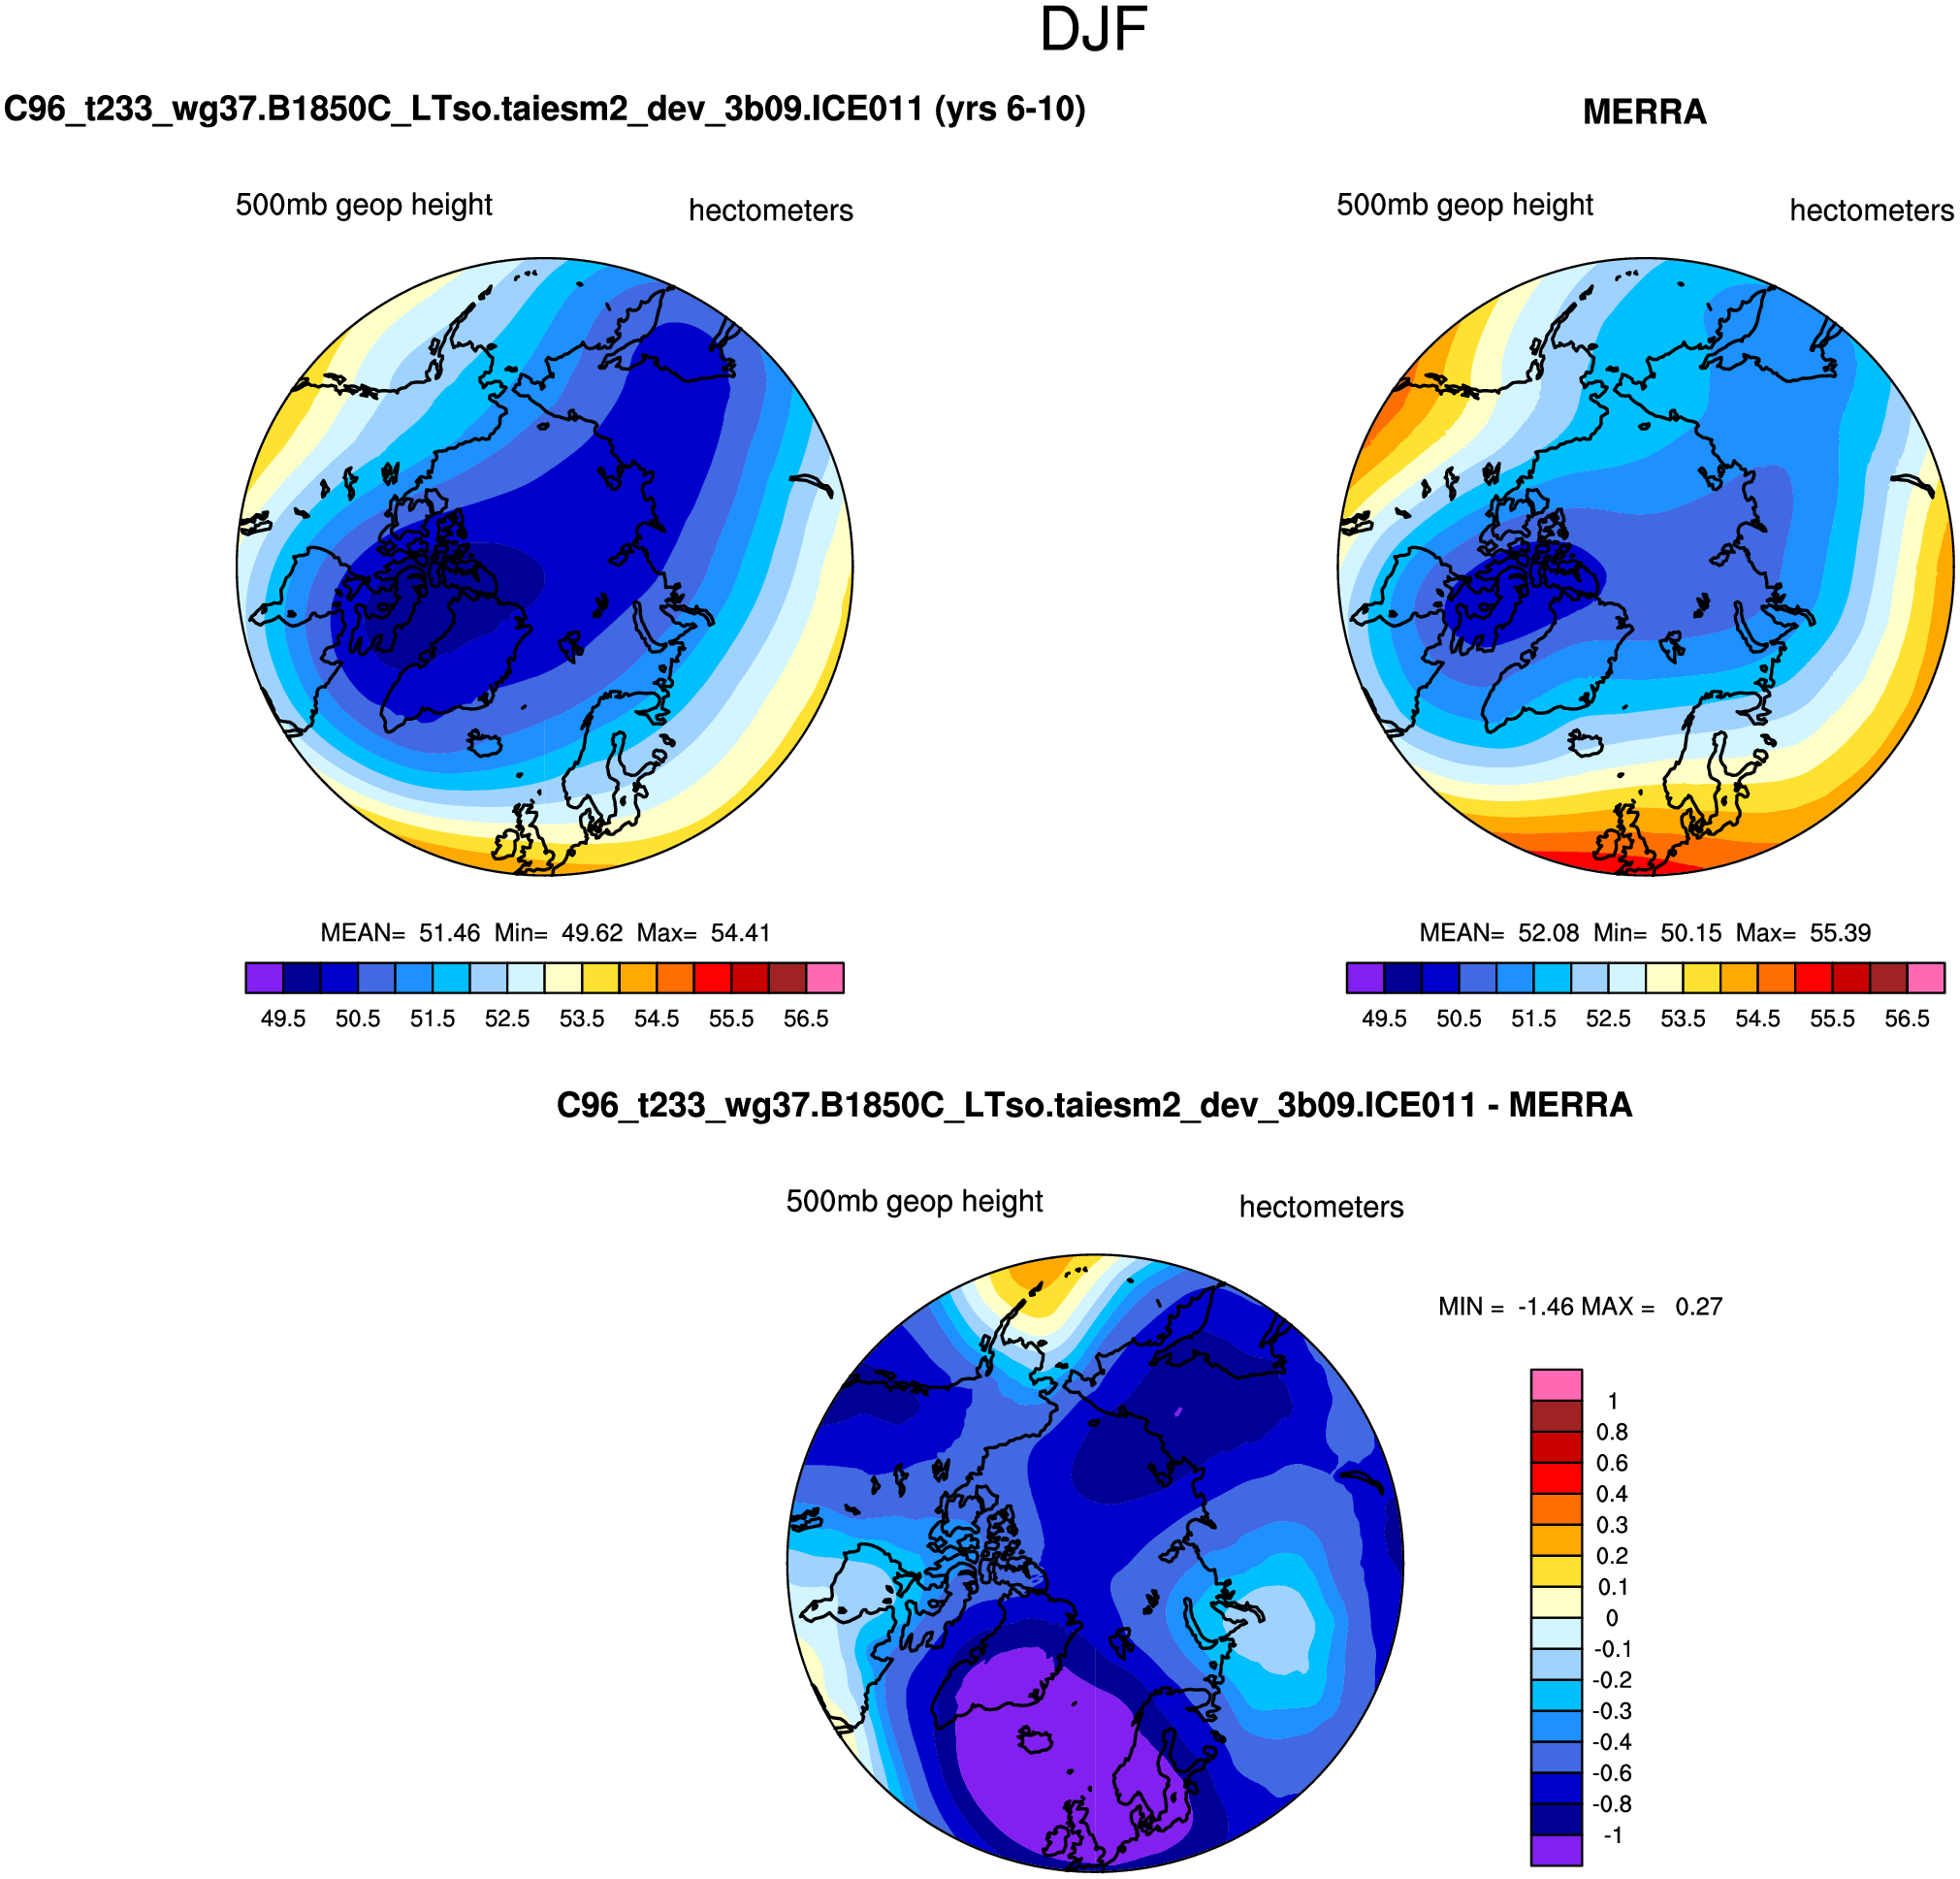 DJF
C96_t233_wg37.B1850C_LTso.taiesm2_dev_3b09.ICE011 (yrs 6-10)
MERRA
500mb geop height hectometers
500mb geop height hectometers
MEAN= 51.46 Min= 49.62 Max= 54.41
MEAN= 52.08 Min= 50.15 Max= 55.39
49.5 50.5 51.5 52.5 53.5 54.5 55.5 56.5
49.5 50.5 51.5 52.5 53.5 54.5 55.5 56.5
C96_t233_wg37.B1850C_LTso.taiesm2_dev_3b09.ICE011 - MERRA
500mb geop height hectometers
MIN = -1.46 MAX = 0.27
1
0.8
0.6
0.4
0.3
0.2
0.1
0
-0.1
-0.2
-0.3
-0.4
-0.6
-0.8
-1